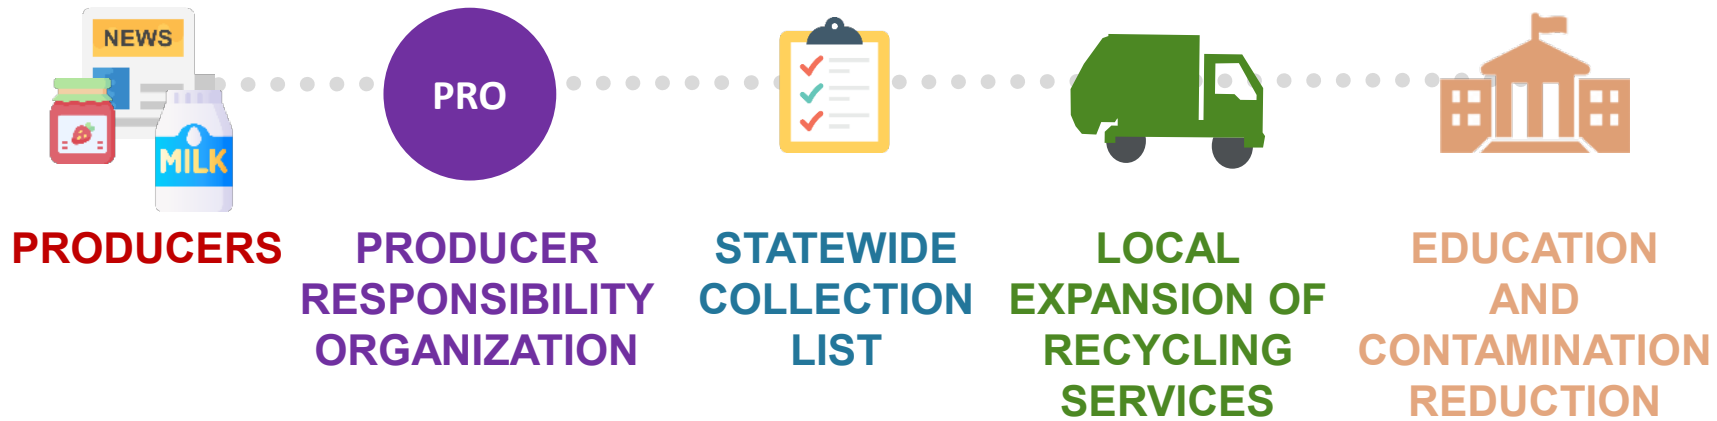 NEWS
MILK
PRO
PRODUCERS
PRODUCER
RESPONSIBILITY
ORGANIZATION
STATEWIDE
COLLECTION
LIST
LOCAL
EXPANSION OF
RECYCLING
SERVICES
EDUCATION
AND
CONTAMINATION
REDUCTION